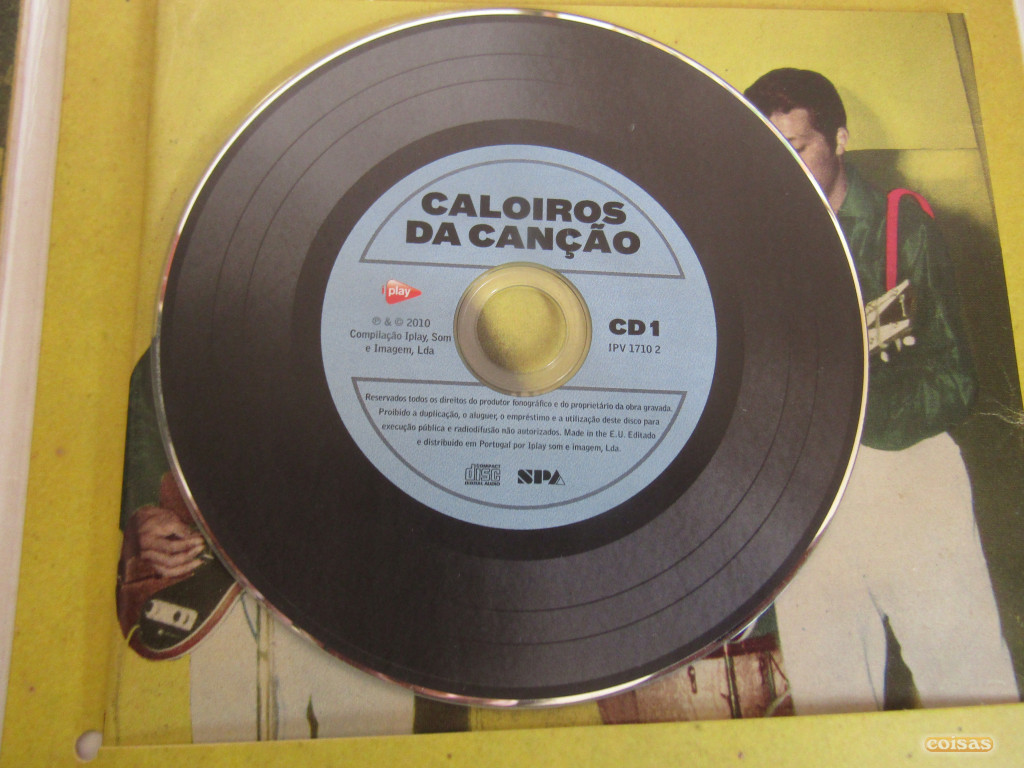 CALOIROS
DA CANÇÃO
play
℗ & © 2010
Compilação Iplay, Som
e Imagem, Lda
CD 1
IPV 1710 2
Reservados todos os direitos do produtor fonográfico e do proprietário da obra gravada.
Proibido a duplicação, o aluguer, o empréstimo e a utilização deste disco para
execução pública e radiodifusão não autorizados. Made in the E.U. Editado
e distribuido em Portugal por Iplay som e imagem, Lda.
COMPACT
disc
DIGITAL AUDIO
SPA
coisas